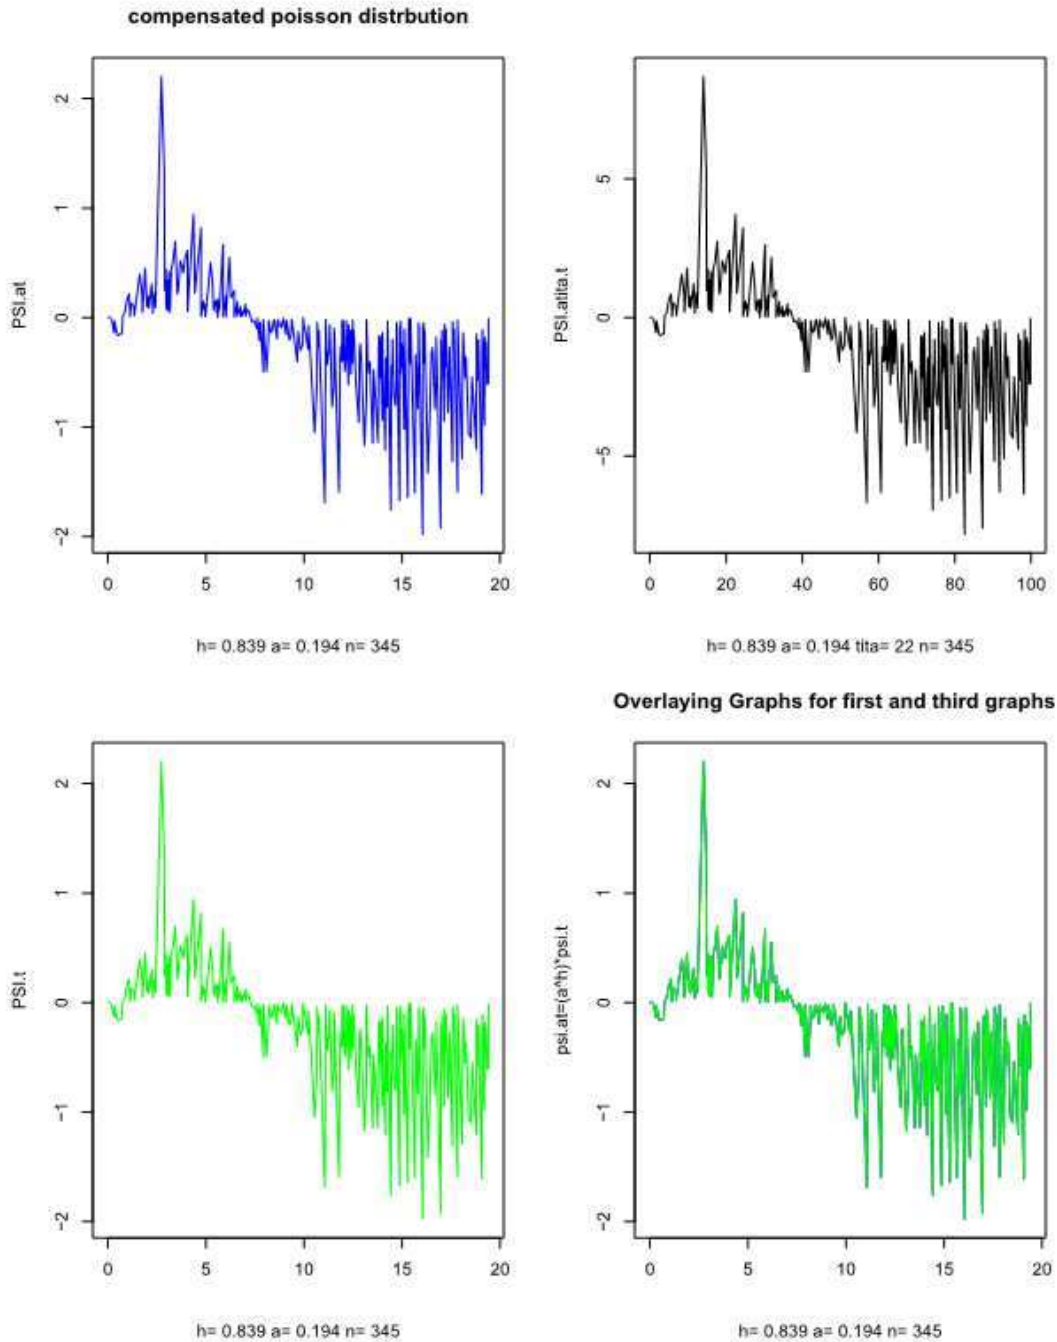 compensated poisson distrbution
PSI.at
2
1
0
−1
−2
0 5 10 15 20
h= 0.839 a= 0.194 n= 345
PSI.atita.t
5
0
−5
0 20 40 60 80 100
h= 0.839 a= 0.194 tita= 22 n= 345
PSI.t
2
1
0
−1
−2
0 5 10 15 20
h= 0.839 a= 0.194 n= 345
Overlaying Graphs for first and third graphs
psi.at=(a^h)*psi.t
2
1
0
−1
−2
0 5 10 15 20
h= 0.839 a= 0.194 n= 345